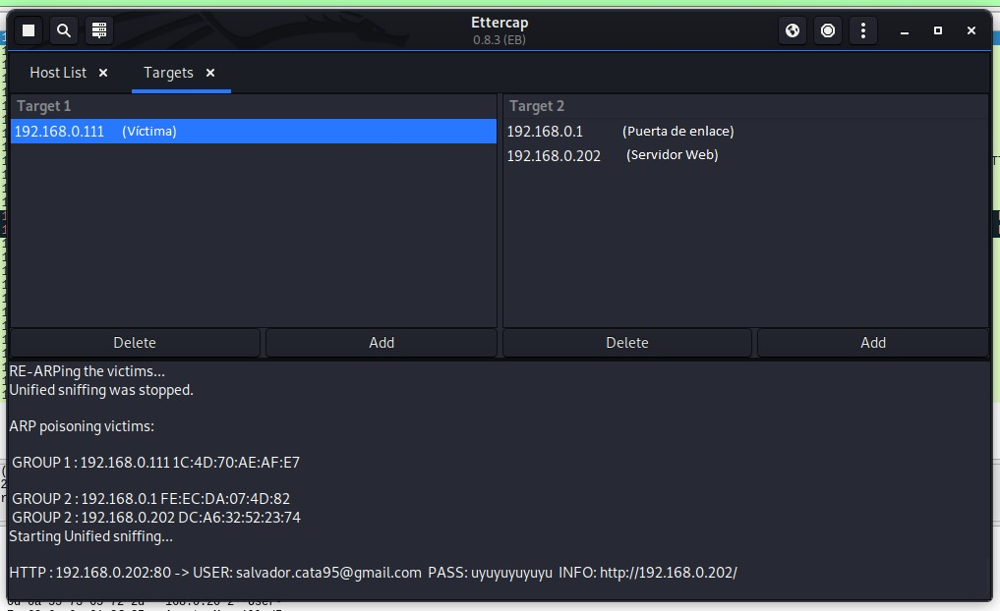 Ettercap
0.8.3 (EB)
Host List
Targets
Target 1
Target 2
192.168.0.111 (Víctima)
192.168.0.1 (Puerta de enlace)
192.168.0.202 (Servidor Web)
Delete
Add
Delete
Add
RE-ARPing the victims...
Unified sniffing was stopped.
ARP poisoning victims:
GROUP 1 : 192.168.0.111 1C:4D:70:AE:AF:E7
GROUP 2 : 192.168.0.1 FE:EC:DA:07:4D:82
GROUP 2 : 192.168.0.202 DC:A6:32:52:23:74
Starting Unified sniffing...
HTTP : 192.168.0.202:80 -> USER: salvador.cata95@gmail.com PASS: uyuyuyuyuyu INFO: http://192.168.0.202/